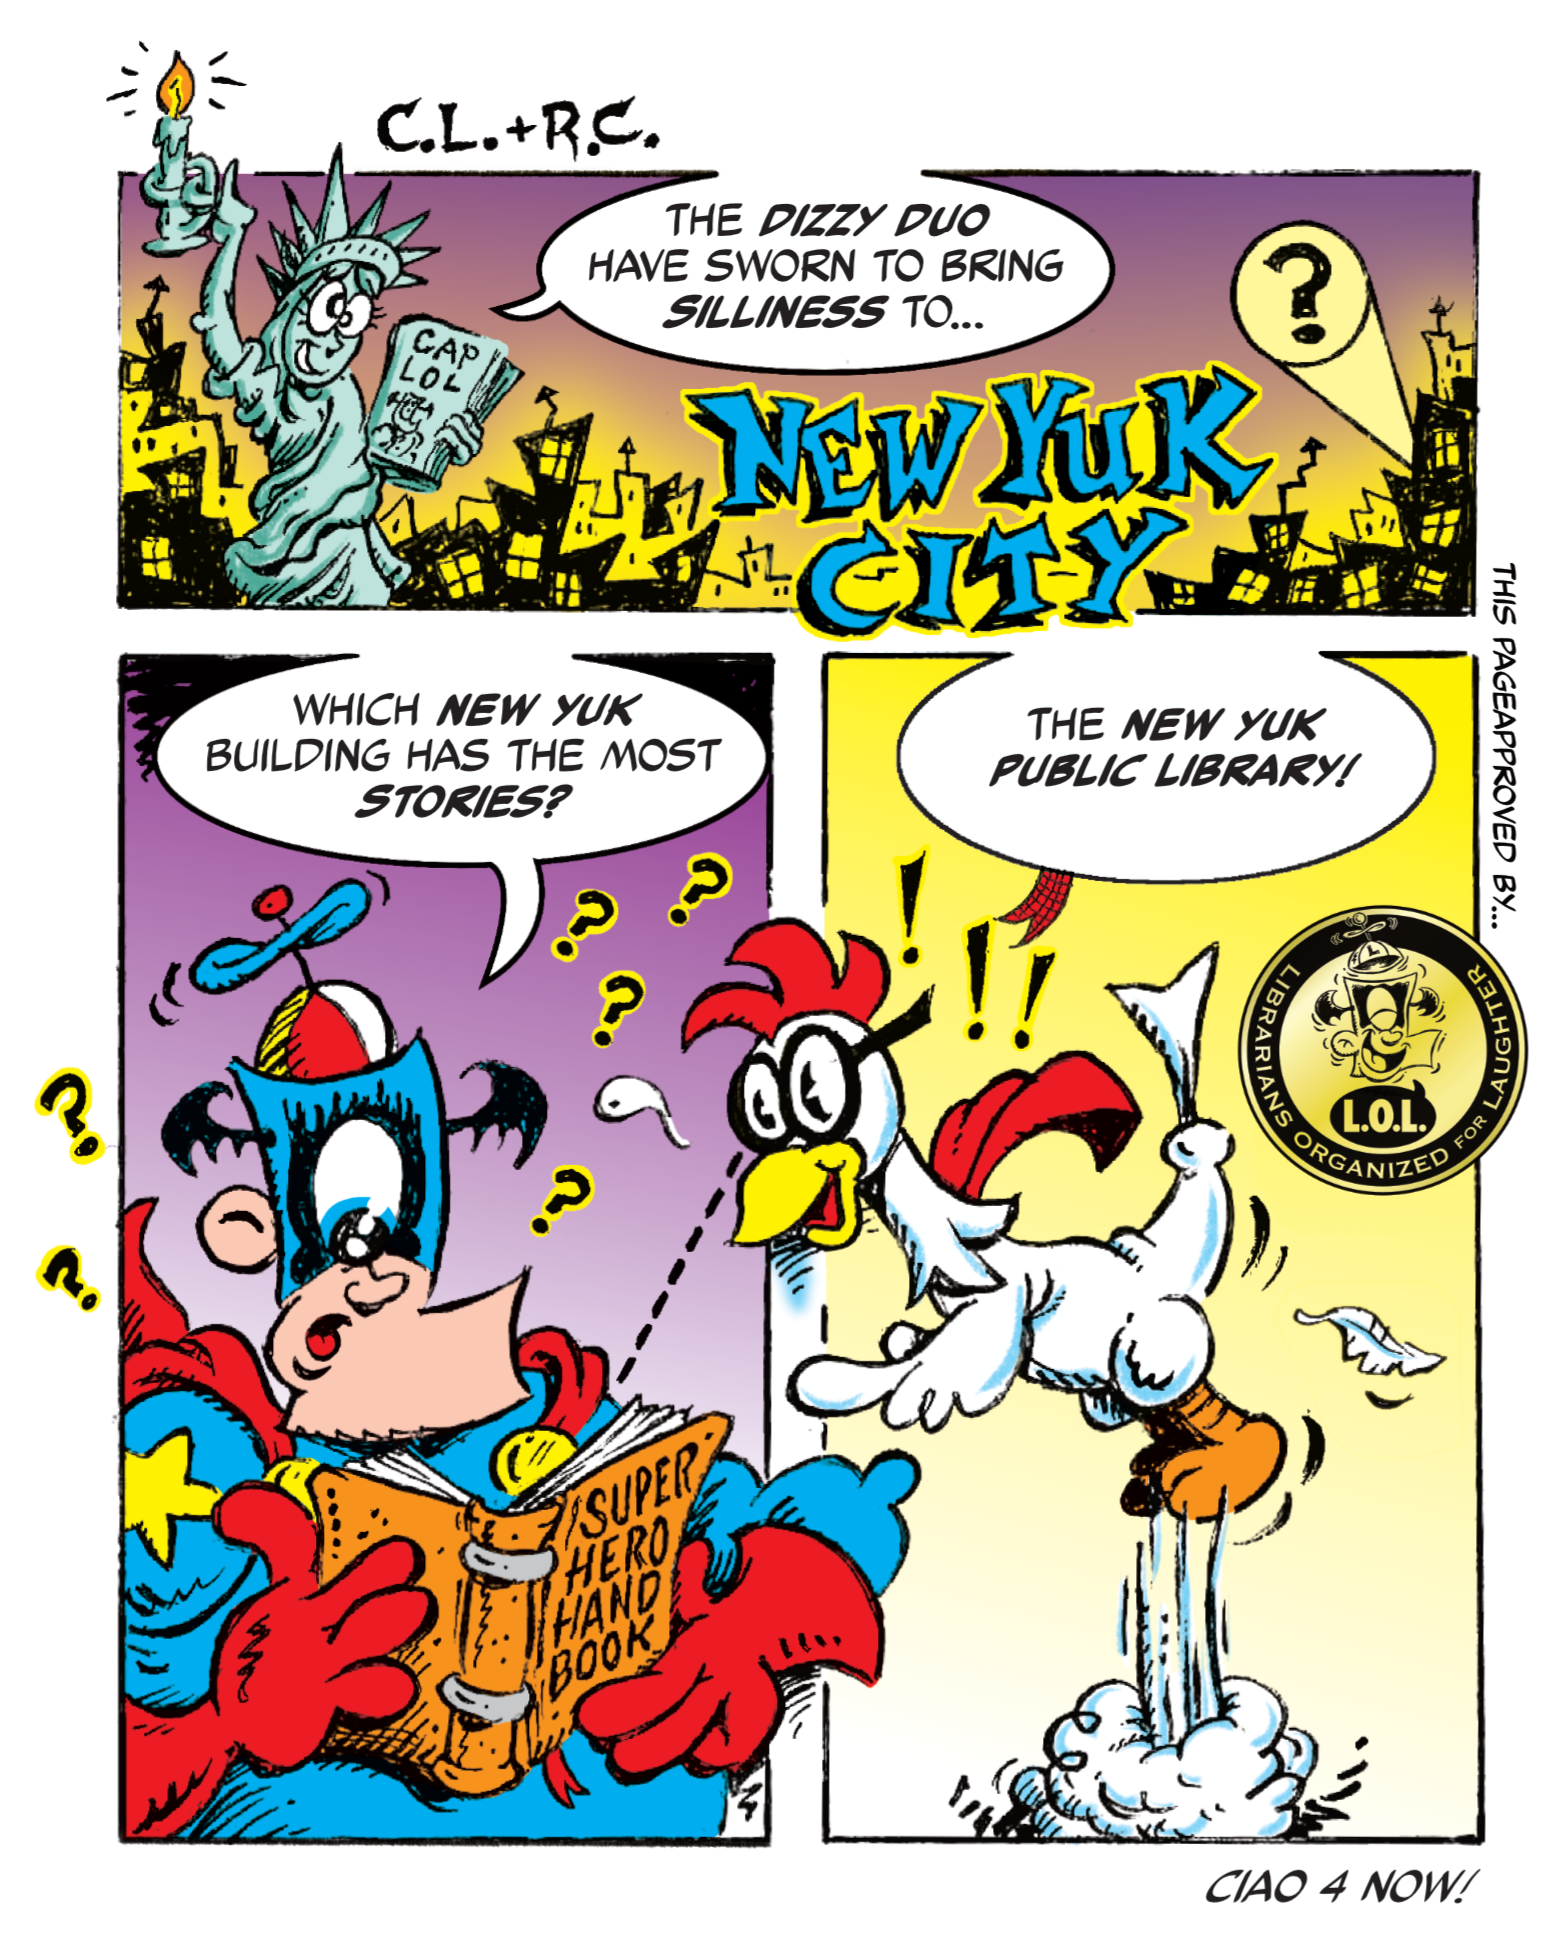 C.L.+R.C.
THE DIZZY DUO
HAVE SWORN TO BRING
SILLINESS TO...
?
CAP
LOL
NEW YUK
CITY
THIS PAGEAPPROVED BY...
WHICH NEW YUK
BUILDING HAS THE MOST
STORIES?
THE NEW YUK
PUBLIC LIBRARY!
? ? ? ? ? ?
! ! !
LIBRARIANS ORGANIZED FOR LAUGHTER
L
L.O.L.
SUPER
HERO
HAND
BOOK
CIAO 4 NOW!